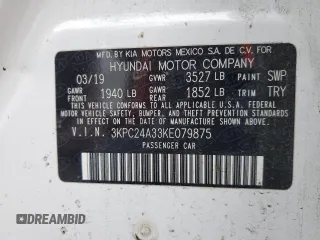 MFD. BY KIA MOTORS MEXICO S.A DE C.V. FOR
HYUNDAI MOTOR COMPANY
03/19 GVWR 3527 LB PAINT SWP
GAWR FRONT 1940 LB GAWR REAR 1852 LB TRIM TRY
THIS VEHICLE CONFORMS TO ALL APPLICABLE
FEDERAL MOTOR VEHICLE SAFETY, BUMPER, AND THEFT
PREVENTION STANDARDS IN EFFECT ON THE DATE OF
MANUFACTURE SHOWN ABOVE.
V.I.N. 3KPC24A33KE079875
PASSENGER CAR